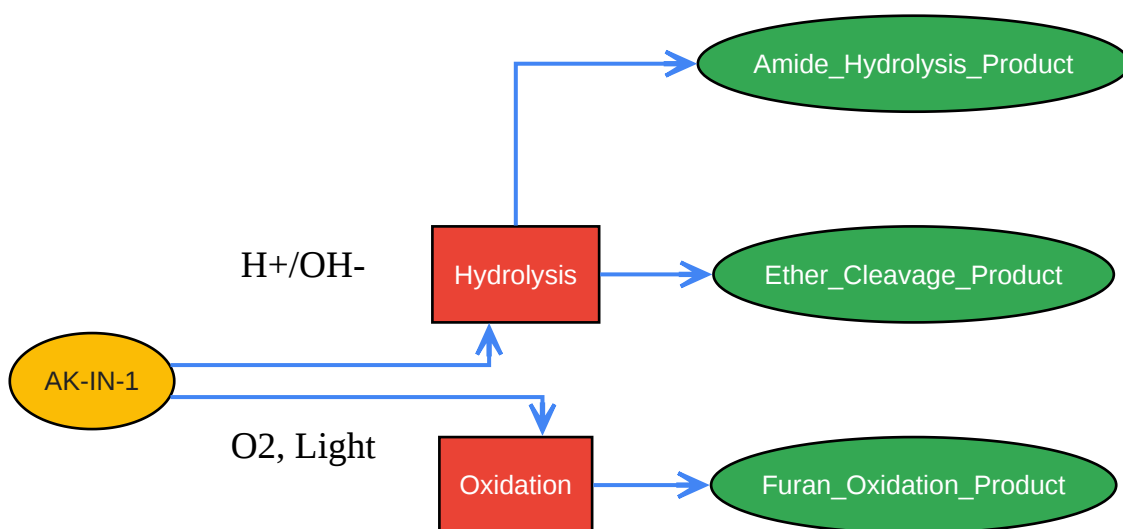 Amide_Hydrolysis_Product
H+/OH-
Hydrolysis
Ether_Cleavage_Product
AK-IN-1
O2, Light
Oxidation
Furan_Oxidation_Product